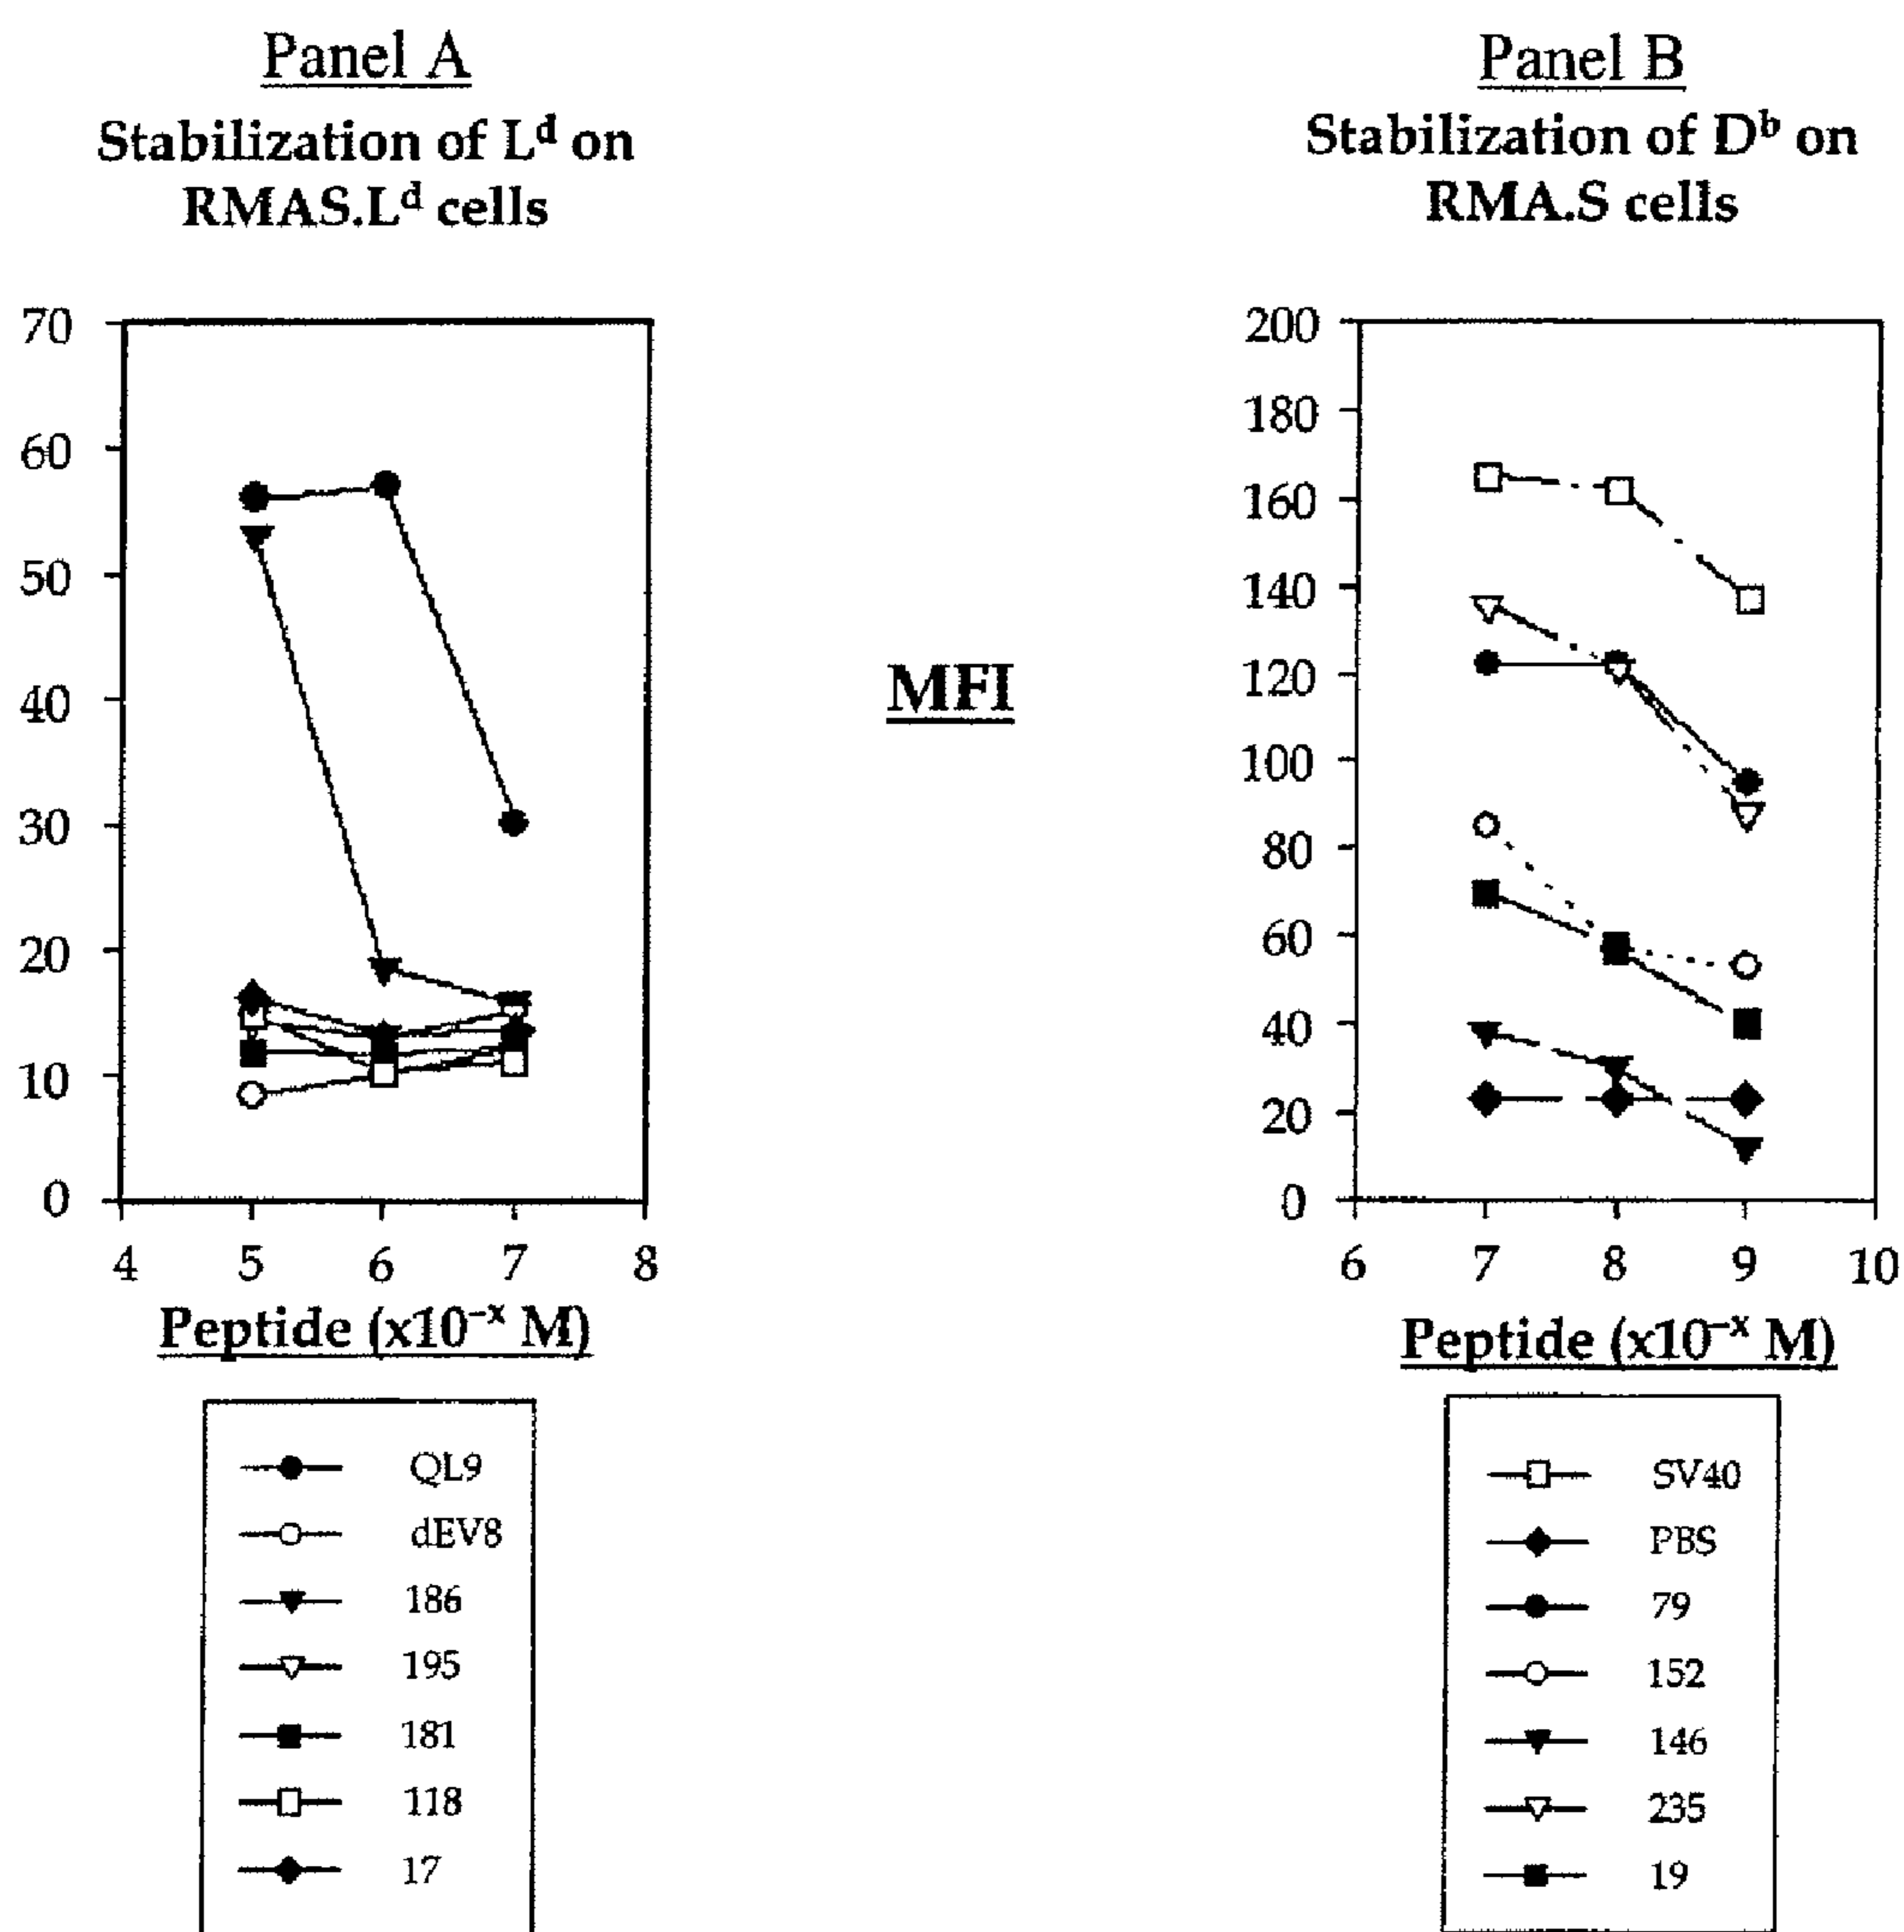 Panel A
Stabilization of Lᵈ on
RMAS.Lᵈ cells
70
60
50
40
30
20
10
0
4 5 6 7 8
Peptide (x10⁻ˣ M)
QL9
dEV8
186
195
181
118
17
MFI
Panel B
Stabilization of Dᵇ on
RMA.S cells
200
180
160
140
120
100
80
60
40
20
0
6 7 8 9 10
Peptide (x10⁻ˣ M)
SV40
PBS
79
152
146
235
19